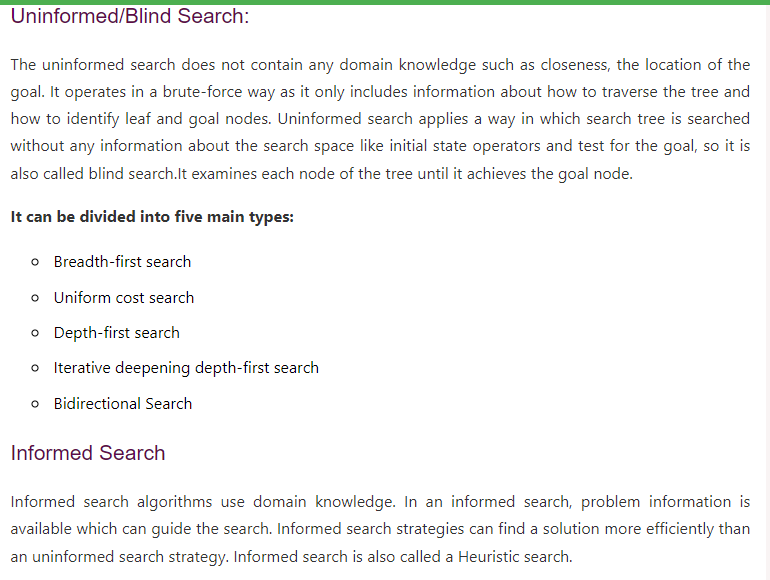 Uninformed/Blind Search:
The uninformed search does not contain any domain knowledge such as closeness, the location of the
goal. It operates in a brute-force way as it only includes information about how to traverse the tree and
how to identify leaf and goal nodes. Uninformed search applies a way in which search tree is searched
without any information about the search space like initial state operators and test for the goal, so it is
also called blind search.It examines each node of the tree until it achieves the goal node.
It can be divided into five main types:
Breadth-first search
Uniform cost search
Depth-first search
Iterative deepening depth-first search
Bidirectional Search
Informed Search
Informed search algorithms use domain knowledge. In an informed search, problem information is
available which can guide the search. Informed search strategies can find a solution more efficiently than
an uninformed search strategy. Informed search is also called a Heuristic search.